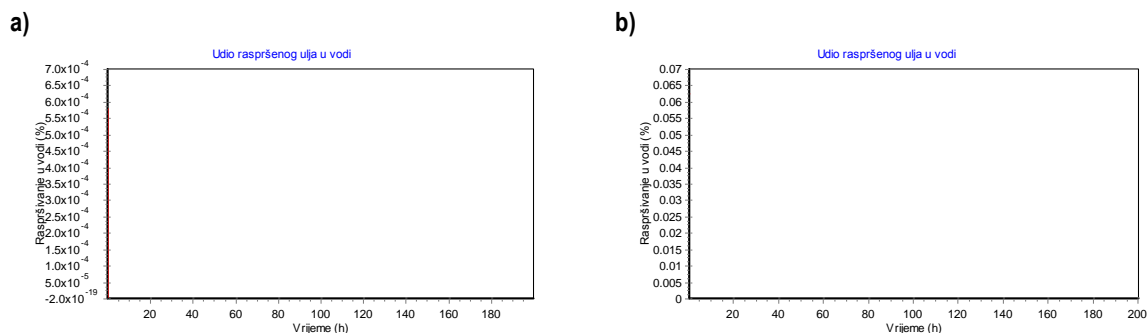 a)
Udio raspršenog ulja u vodi
Raspršivanje u vodi (%)
7.0x10⁻⁴
6.5x10⁻⁴
6.0x10⁻⁴
5.5x10⁻⁴
5.0x10⁻⁴
4.5x10⁻⁴
4.0x10⁻⁴
3.5x10⁻⁴
3.0x10⁻⁴
2.5x10⁻⁴
2.0x10⁻⁴
1.5x10⁻⁴
1.0x10⁻⁴
5.0x10⁻⁵
-2.0x10⁻¹⁹
20 40 60 80 100 120 140 160 180
Vrijeme (h)
b)
Udio raspršenog ulja u vodi
Raspršivanje u vodi (%)
0.07
0.065
0.06
0.055
0.05
0.045
0.04
0.035
0.03
0.025
0.02
0.015
0.01
0.005
0
20 40 60 80 100 120 140 160 180 200
Vrijeme (h)